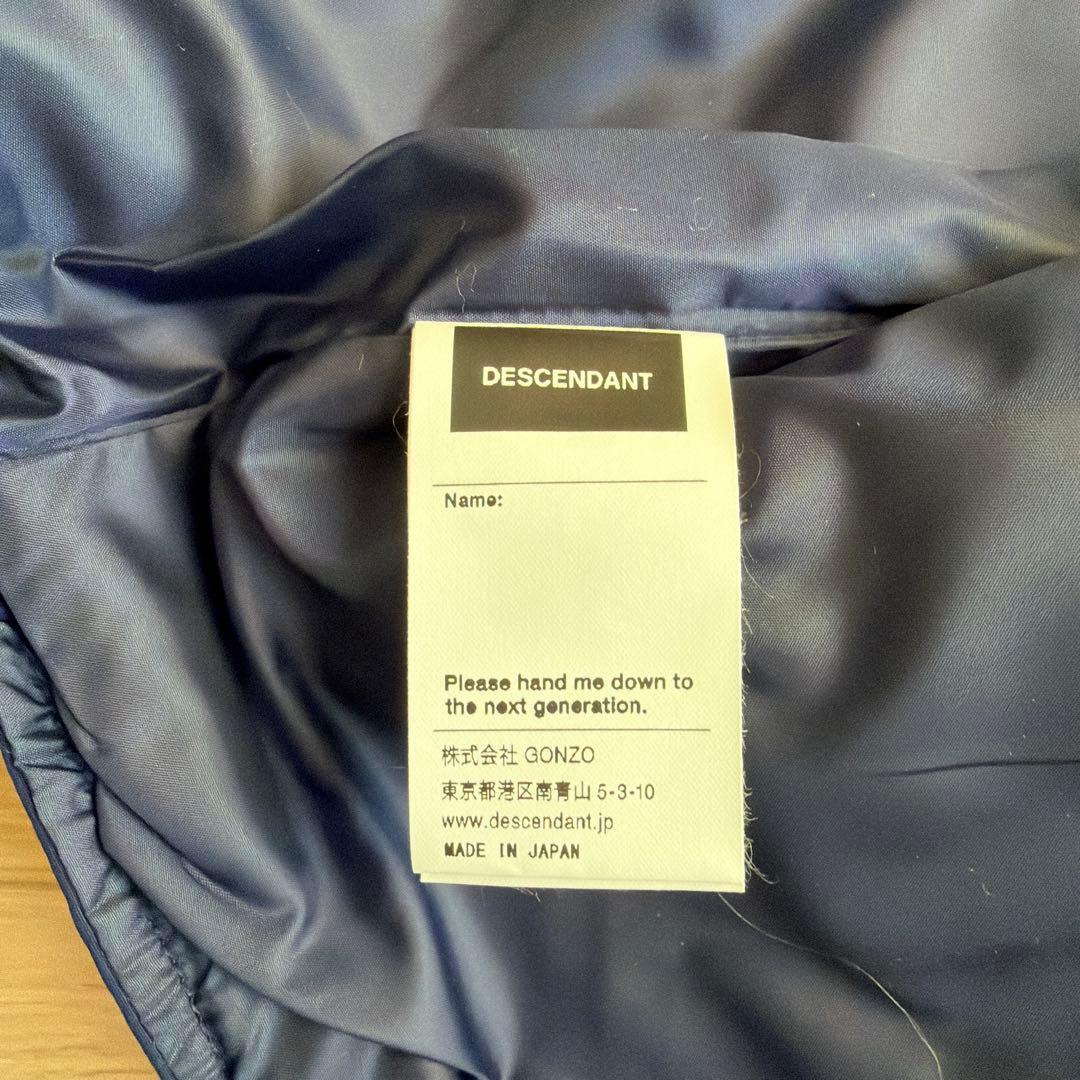 DESCENDANT
Name:
Please hand me down to
the next generation.
株式会社 GONZO
東京都港区南青山 5-3-10
www.descendant.jp
MADE IN JAPAN